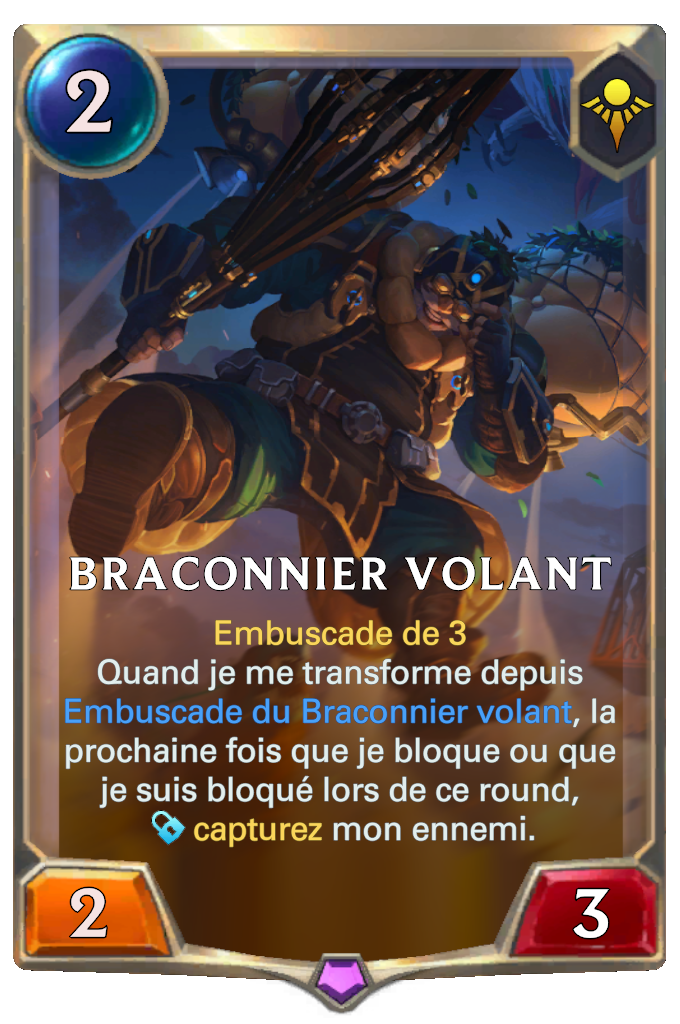 2
BRACONNIER VOLANT
Embuscade de 3
Quand je me transforme depuis
Embuscade du Braconnier volant, la
prochaine fois que je bloque ou que
je suis bloqué lors de ce round,
capturez mon ennemi.
2
3